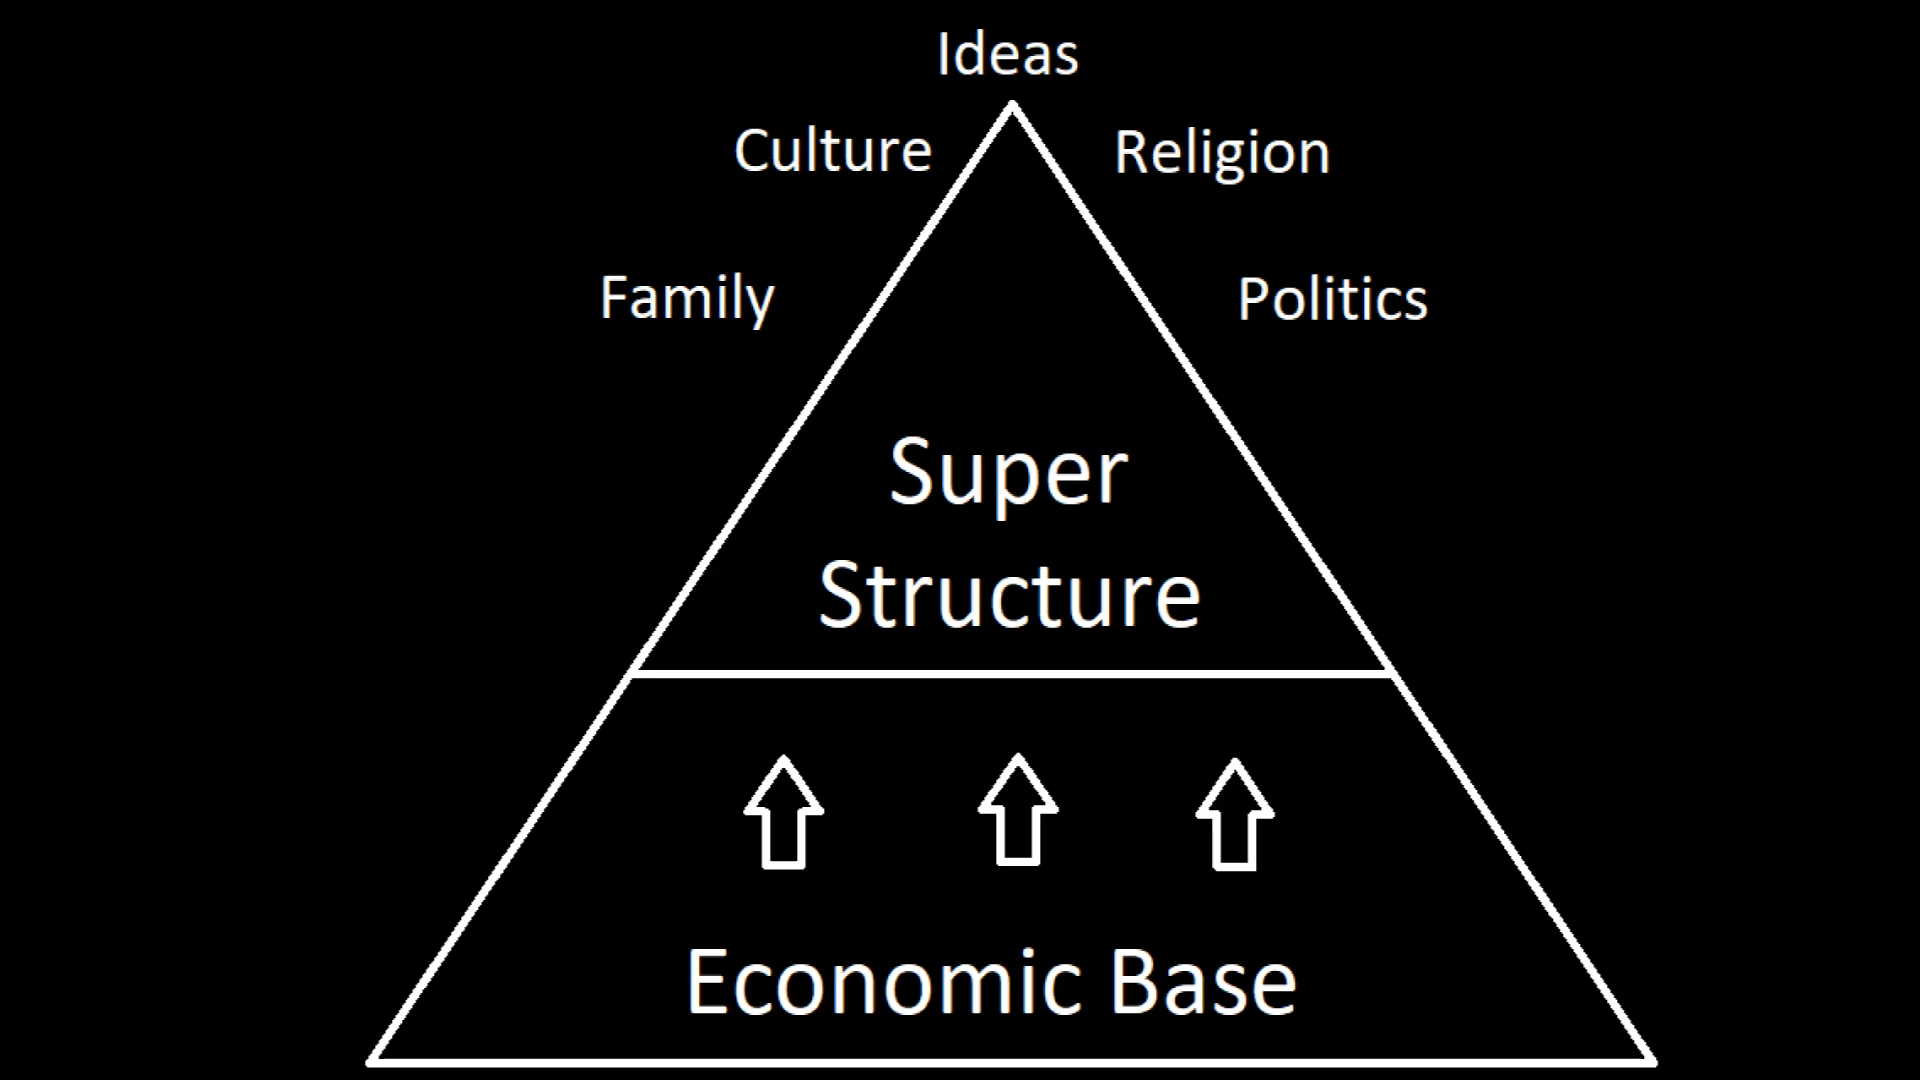 Ideas
Culture
Religion
Family
Politics
Super
Structure
Economic Base